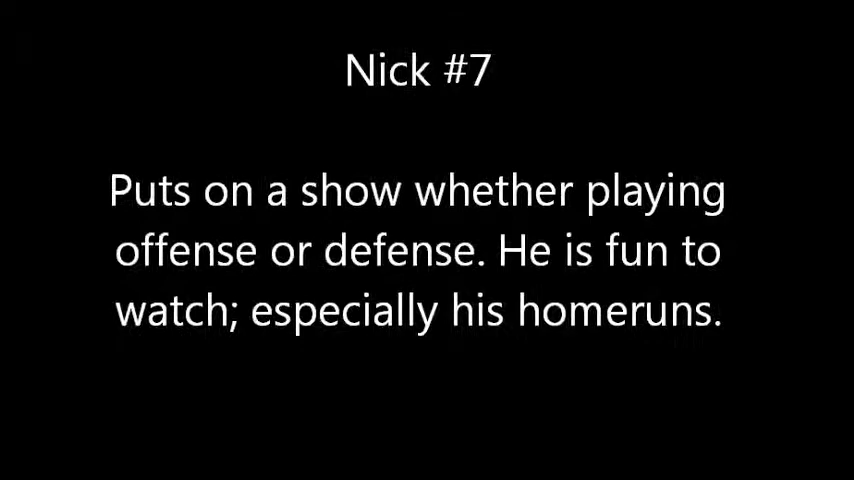 Nick #7
Puts on a show whether playing
offense or defense. He is fun to
watch; especially his homeruns.